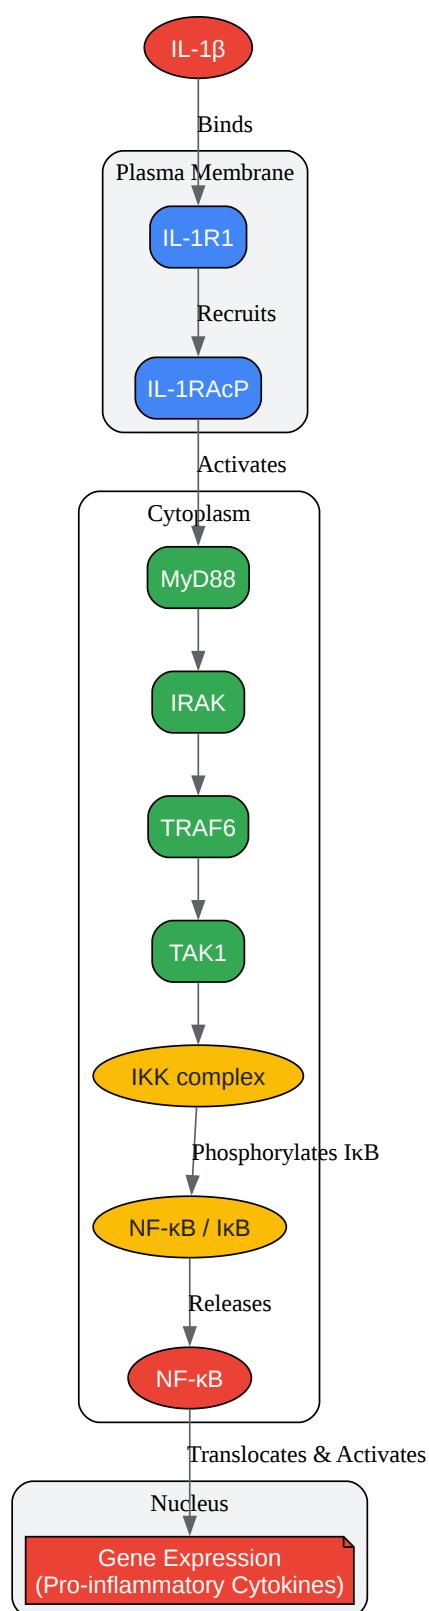 IL-1β
Binds
Plasma Membrane
IL-1R1
Recruits
IL-1RAcP
Activates
Cytoplasm
MyD88
IRAK
TRAF6
TAK1
IKK complex
Phosphorylates IκB
NF-κB / IκB
Releases
NF-κB
Translocates & Activates
Nucleus
Gene Expression
(Pro-inflammatory Cytokines)